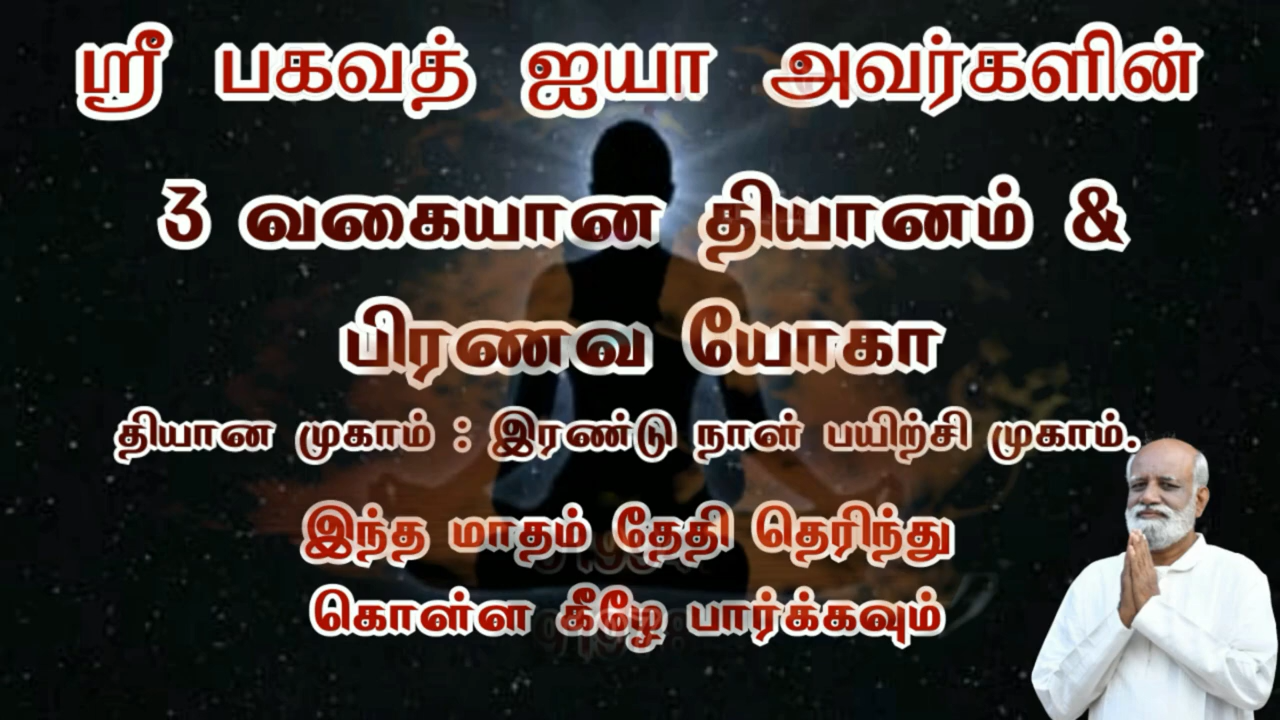 ஸ்ரீ பகவத் ஐயா அவர்களின்
3 வகையான தியானம் &
பிரணவ யோகா
தியான முகாம் : இரண்டு நாள் பயிற்சி முகாம்.
இந்த மாதம் தேதி தெரிந்து
கொள்ள கீழே பார்க்கவும்